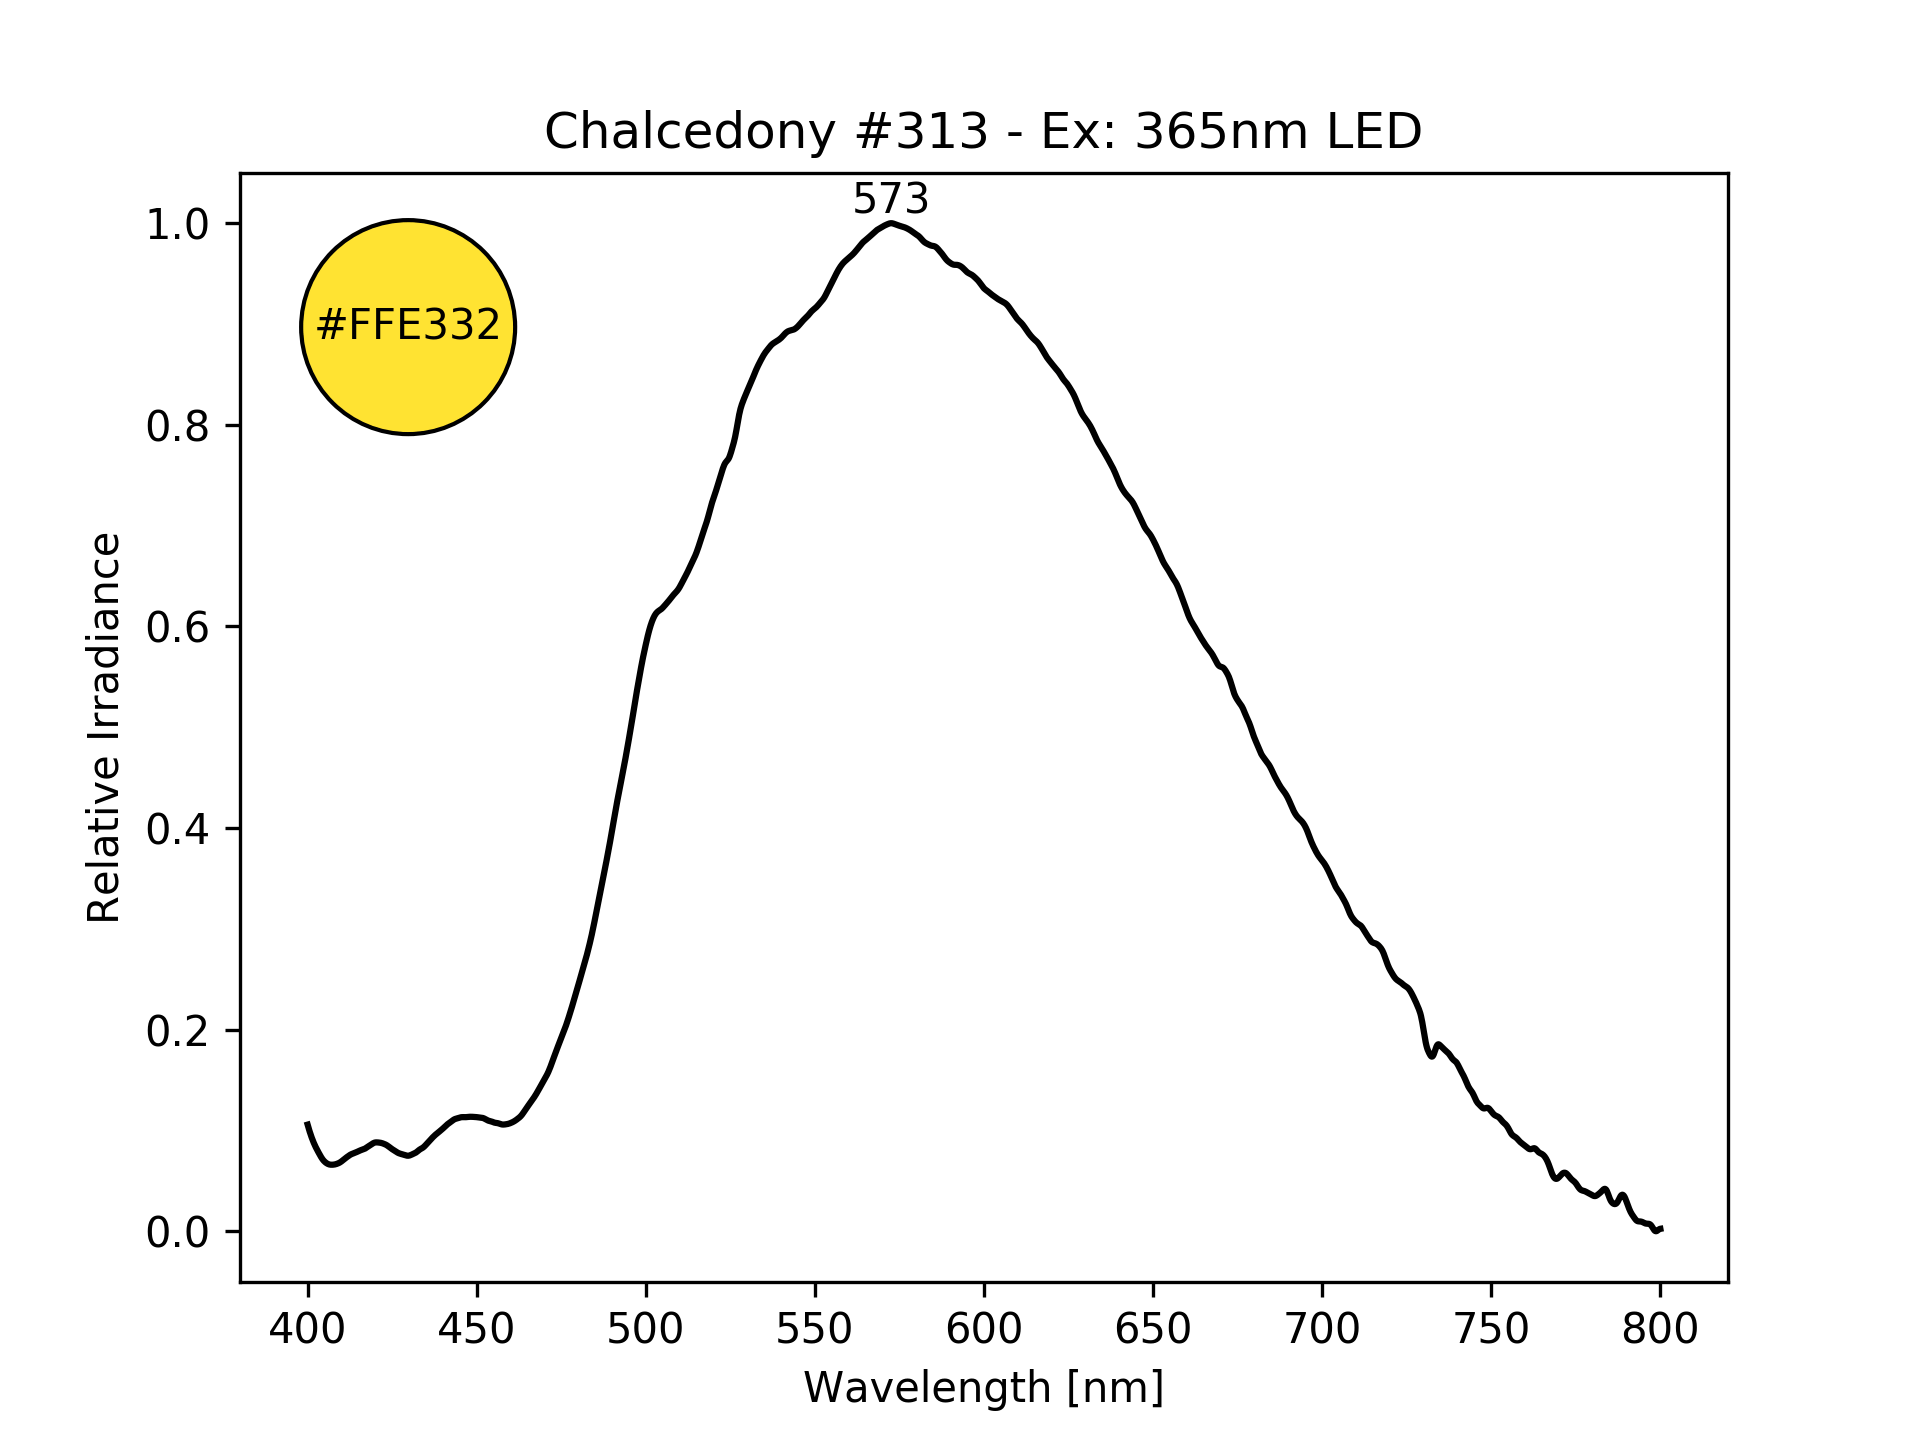 Chalcedony #313 - Ex: 365nm LED
573
#FFE332
Relative Irradiance
1.0
0.8
0.6
0.4
0.2
0.0
400 450 500 550 600 650 700 750 800
Wavelength [nm]